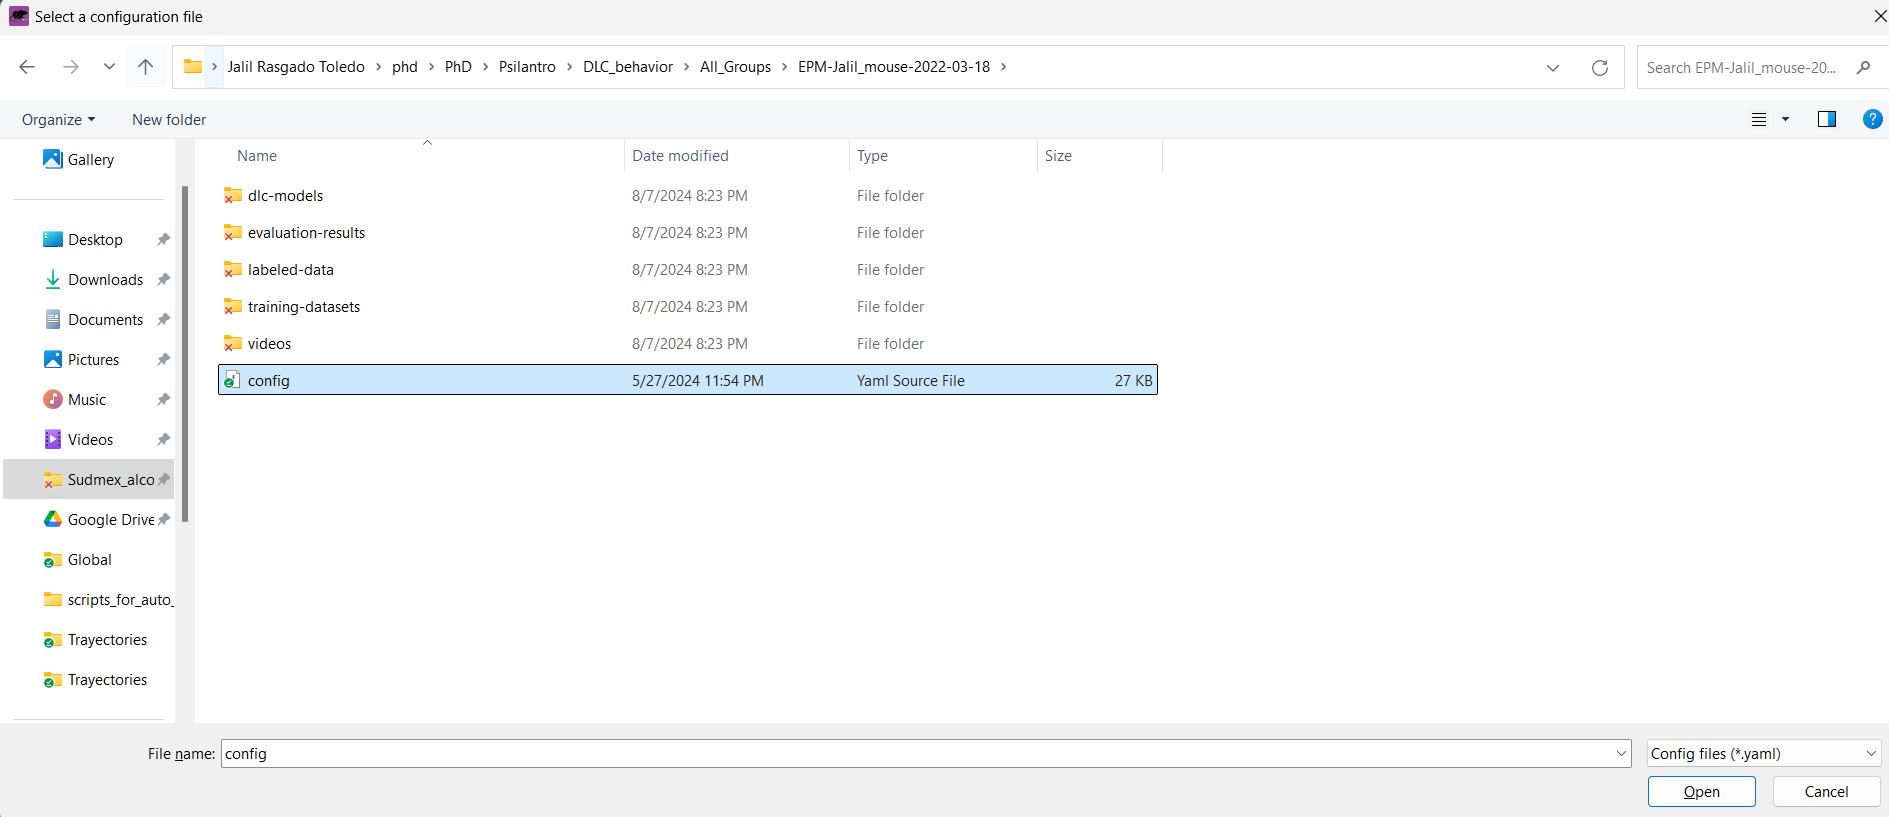 Select a configuration file
Jalil Rasgado Toledo > phd > PhD > Psilantro > DLC_behavior > All_Groups > EPM-Jalil_mouse-2022-03-18 >
Search EPM-Jalil_mouse-20...
Organize New folder
?
Name Date modified Type Size
Gallery
Desktop
Downloads
Documents
Pictures
Music
Videos
Sudmex_alco
Google Drive
Global
scripts_for_auto_
Trayectories
Trayectories
dlc-models 8/7/2024 8:23 PM File folder
evaluation-results 8/7/2024 8:23 PM File folder
labeled-data 8/7/2024 8:23 PM File folder
training-datasets 8/7/2024 8:23 PM File folder
videos 8/7/2024 8:23 PM File folder
config 5/27/2024 11:54 PM Yaml Source File 27 KB
File name: config
Config files (*.yaml)
Open Cancel